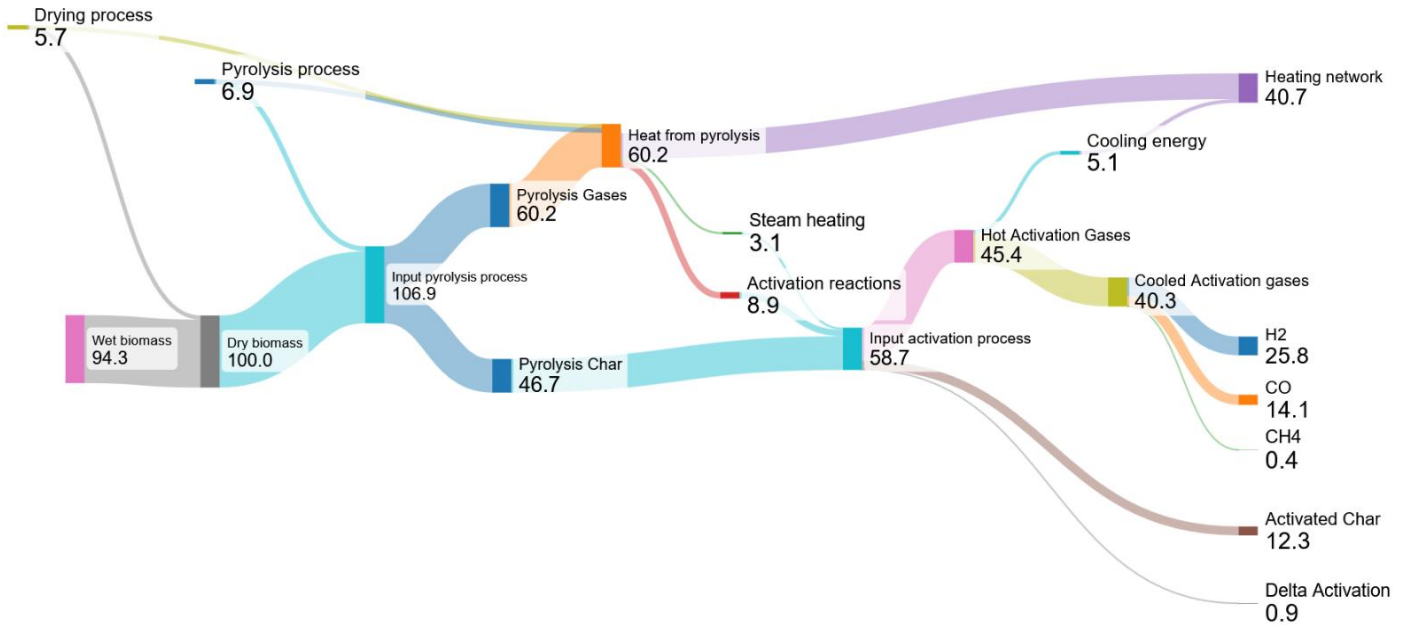 Drying process
5.7
Pyrolysis process
6.9
Heating network
40.7
Heat from pyrolysis
60.2
Cooling energy
5.1
Pyrolysis Gases
60.2
Steam heating
3.1
Hot Activation Gases
45.4
Input pyrolysis process
106.9
Activation reactions
8.9
Cooled Activation gases
40.3
Wet biomass
94.3
Dry biomass
100.0
Input activation process
58.7
H2
25.8
Pyrolysis Char
46.7
CO
14.1
CH4
0.4
Activated Char
12.3
Delta Activation
0.9